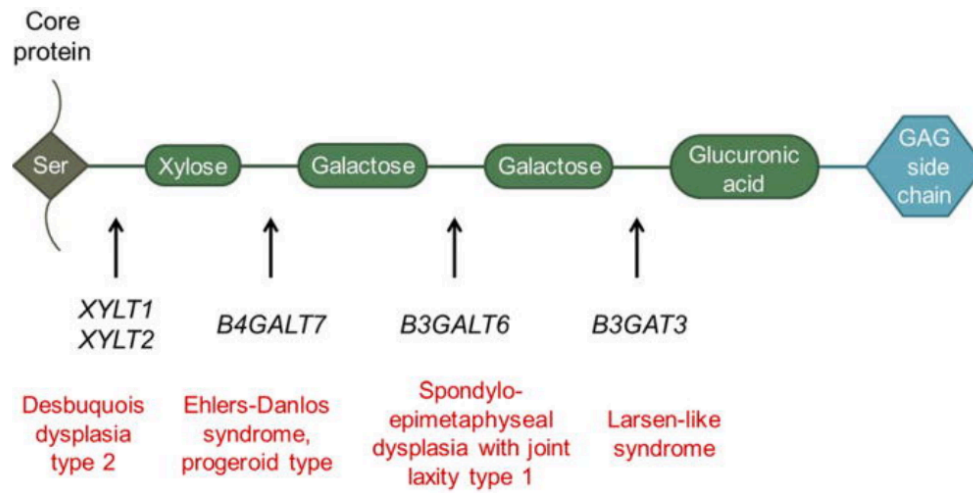 Core
protein
Ser
Xylose
Galactose
Galactose
Glucuronic
acid
GAG
side
chain
XYLT1
XYLT2
B4GALT7
B3GALT6
B3GAT3
Desbuquois
dysplasia
type 2
Ehlers-Danlos
syndrome,
progeroid type
Spondylo-
epimetaphyseal
dysplasia with joint
laxity type 1
Larsen-like
syndrome